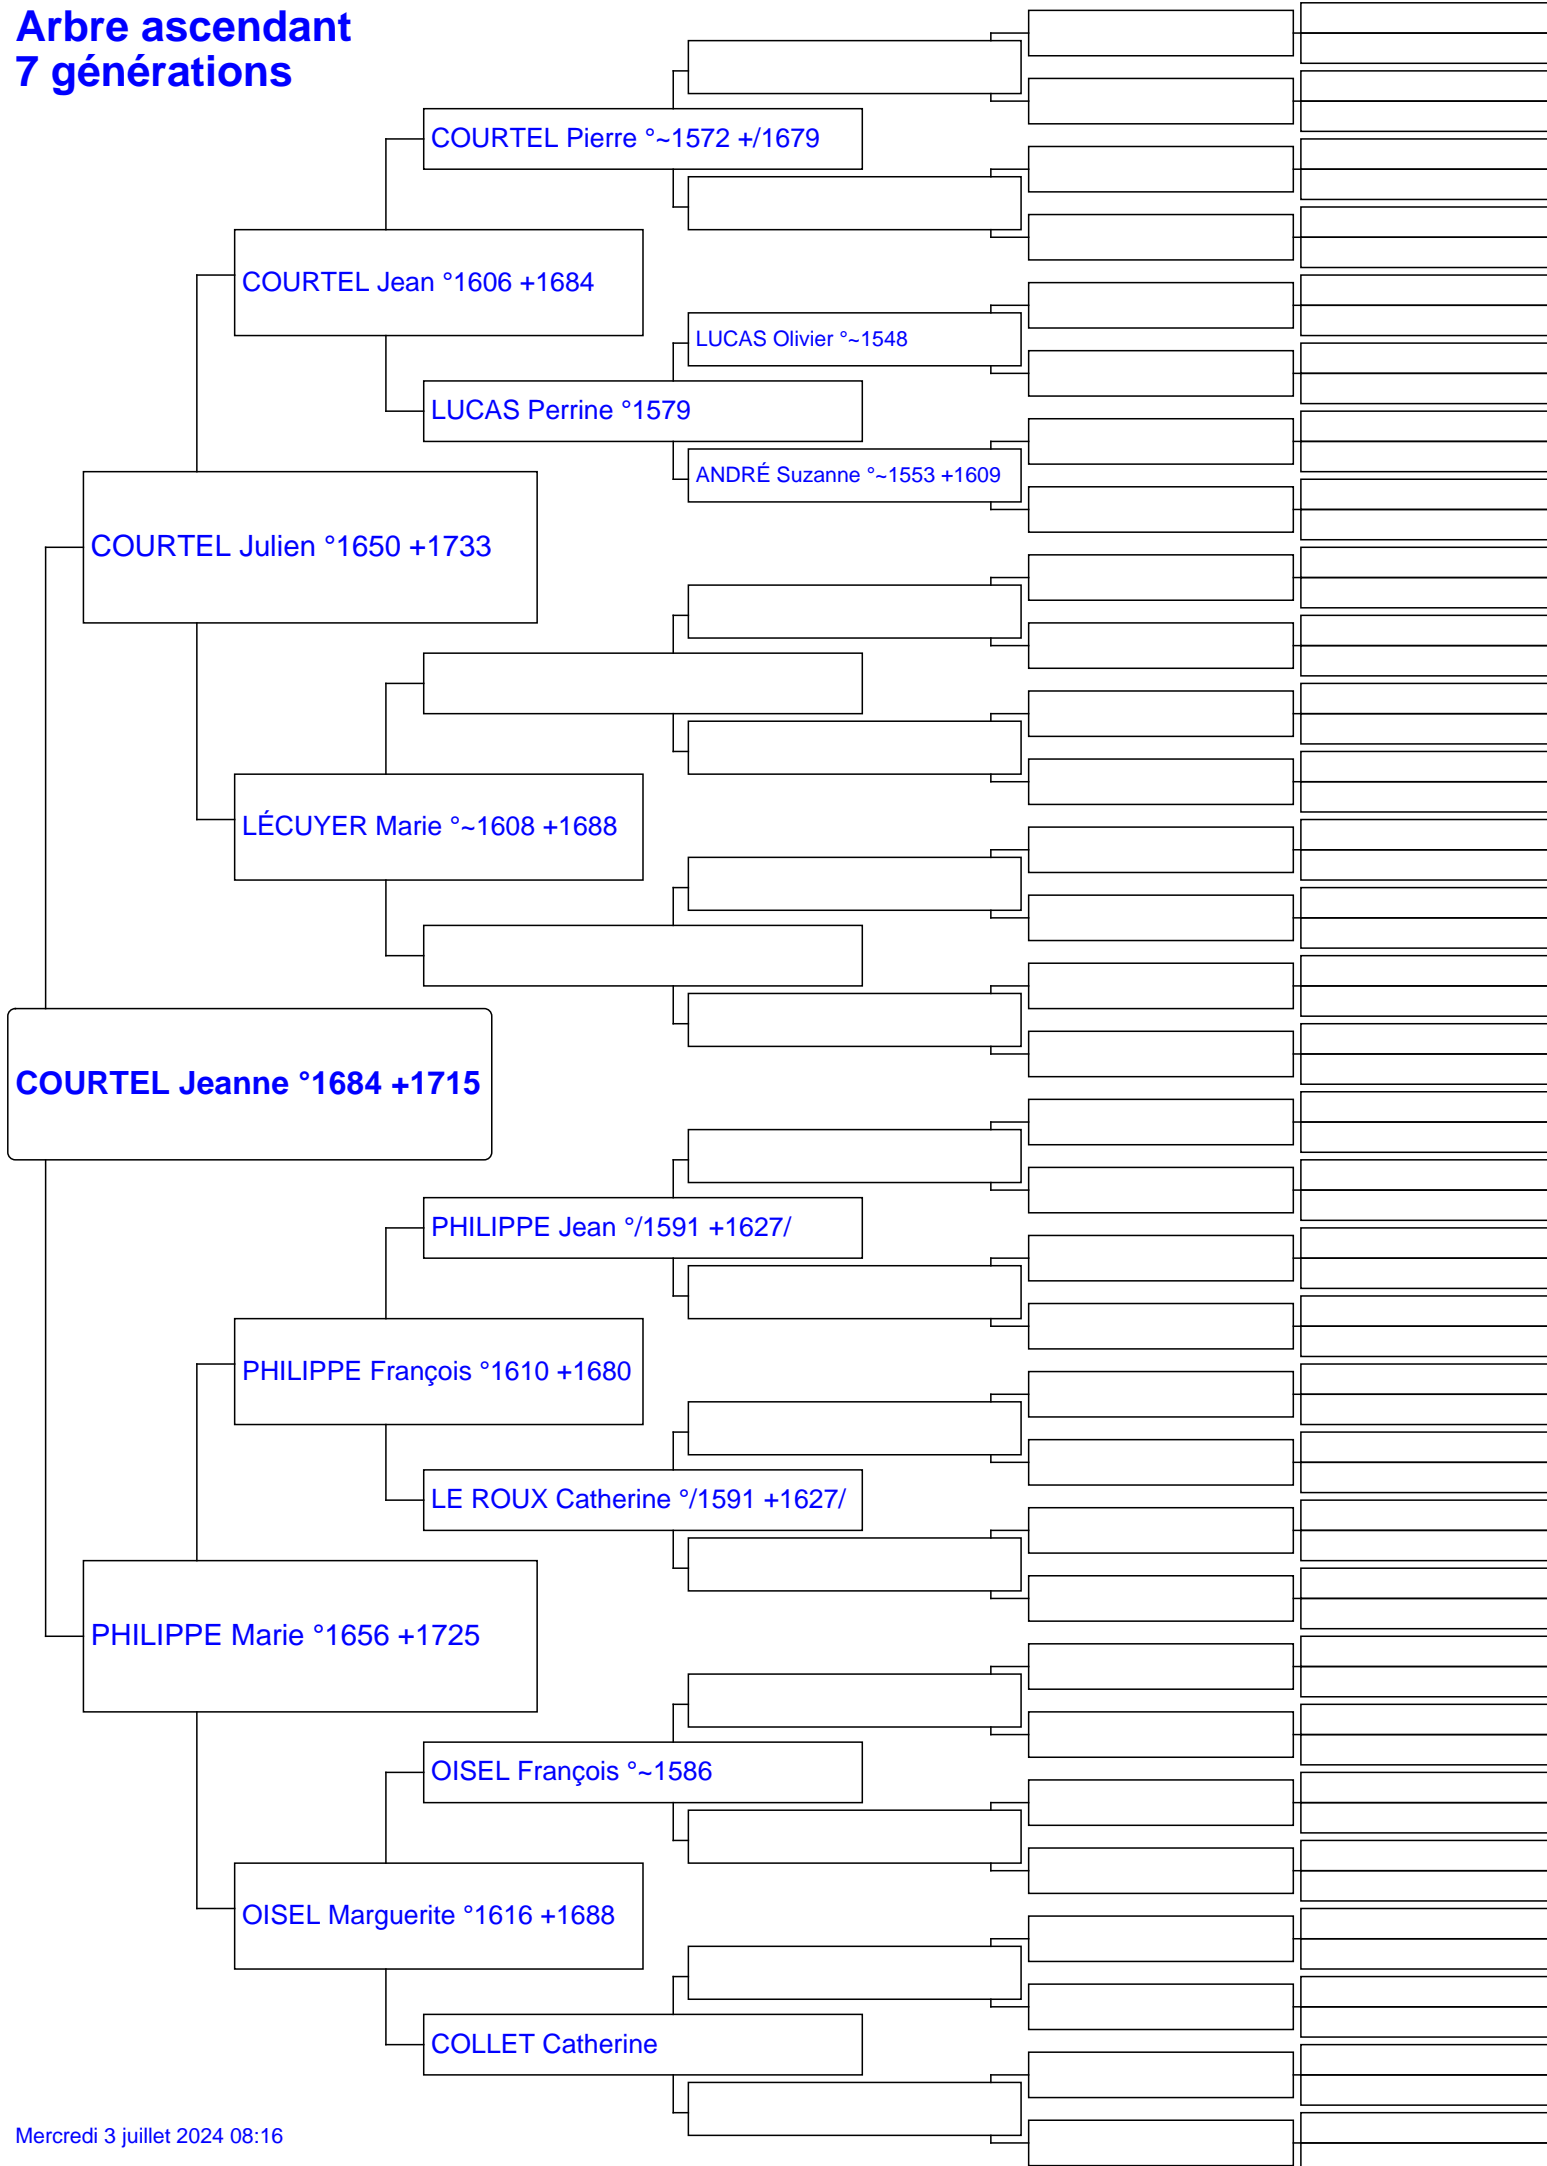 Arbre ascendant
7 générations
COURTEL Pierre °~1572 +/1679
COURTEL Jean °1606 +1684
LUCAS Olivier °~1548
LUCAS Perrine °1579
ANDRÉ Suzanne °~1553 +1609
COURTEL Julien °1650 +1733
LÉCUYER Marie °~1608 +1688
COURTEL Jeanne °1684 +1715
PHILIPPE Jean °/1591 +1627/
PHILIPPE François °1610 +1680
LE ROUX Catherine °/1591 +1627/
PHILIPPE Marie °1656 +1725
OISEL François °~1586
OISEL Marguerite °1616 +1688
COLLET Catherine
Mercredi 3 juillet 2024 08:16